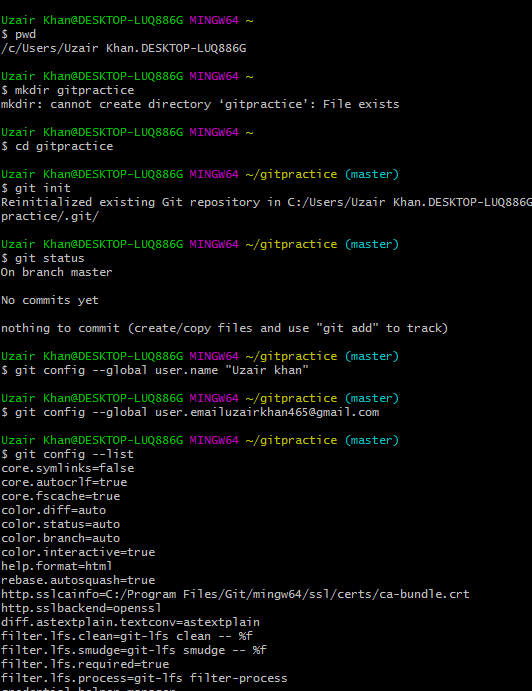 Uzair Khan@DESKTOP-LUQ886G MINGW64 ~
$ pwd
/c/Users/Uzair Khan.DESKTOP-LUQ886G
Uzair Khan@DESKTOP-LUQ886G MINGW64 ~
$ mkdir gitpractice
mkdir: cannot create directory ‘gitpractice’: File exists
Uzair Khan@DESKTOP-LUQ886G MINGW64 ~
$ cd gitpractice
Uzair Khan@DESKTOP-LUQ886G MINGW64 ~/gitpractice (master)
$ git init
Reinitialized existing Git repository in C:/Users/Uzair Khan.DESKTOP-LUQ886G
practice/.git/
Uzair Khan@DESKTOP-LUQ886G MINGW64 ~/gitpractice (master)
$ git status
On branch master
No commits yet
nothing to commit (create/copy files and use "git add" to track)
Uzair Khan@DESKTOP-LUQ886G MINGW64 ~/gitpractice (master)
$ git config --global user.name "Uzair khan"
Uzair Khan@DESKTOP-LUQ886G MINGW64 ~/gitpractice (master)
$ git config --global user.emailuzairkhan465@gmail.com
Uzair Khan@DESKTOP-LUQ886G MINGW64 ~/gitpractice (master)
$ git config --list
core.symlinks=false
core.autocrlf=true
core.fscache=true
color.diff=auto
color.status=auto
color.branch=auto
color.interactive=true
help.format=html
rebase.autosquash=true
http.sslcainfo=C:/Program Files/Git/mingw64/ssl/certs/ca-bundle.crt
http.sslbackend=openssl
diff.astextplain.textconv=astextplain
filter.lfs.clean=git-lfs clean -- %f
filter.lfs.smudge=git-lfs smudge -- %f
filter.lfs.required=true
filter.lfs.process=git-lfs filter-process